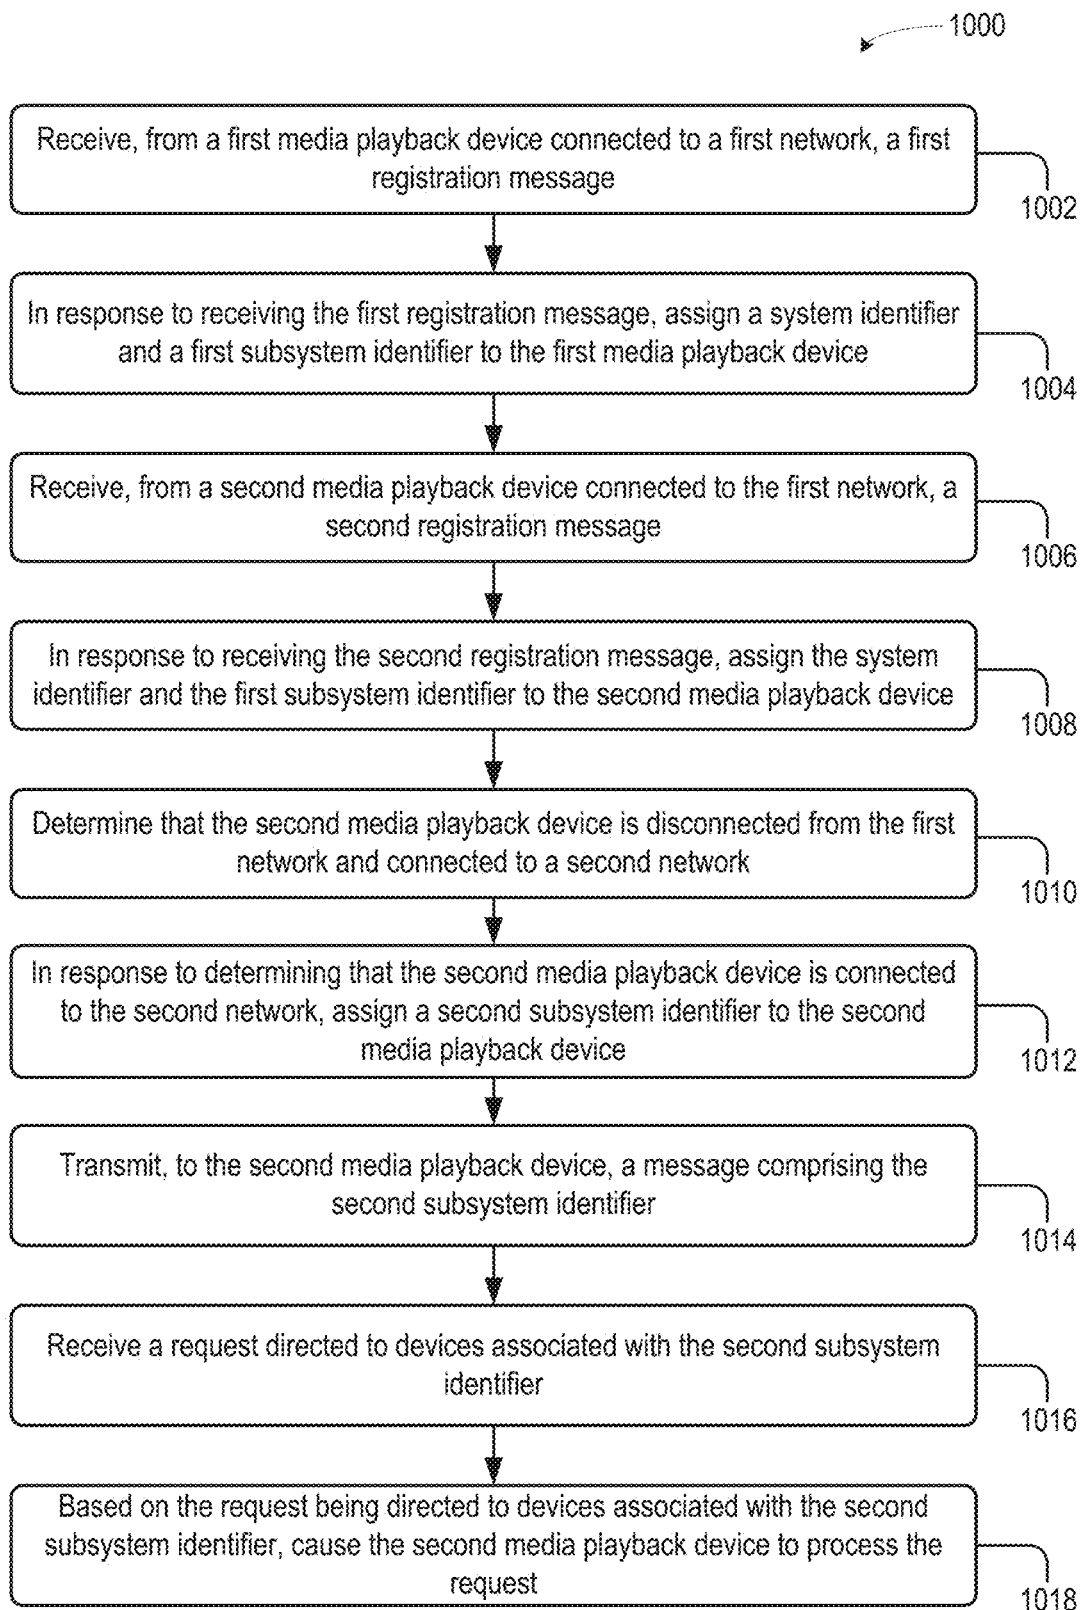 1000
Receive, from a first media playback device connected to a first network, a first
registration message
1002
In response to receiving the first registration message, assign a system identifier
and a first subsystem identifier to the first media playback device
1004
Receive, from a second media playback device connected to the first network, a
second registration message
1006
In response to receiving the second registration message, assign the system
identifier and the first subsystem identifier to the second media playback device
1008
Determine that the second media playback device is disconnected from the first
network and connected to a second network
1010
In response to determining that the second media playback device is connected
to the second network, assign a second subsystem identifier to the second
media playback device
1012
Transmit, to the second media playback device, a message comprising the
second subsystem identifier
1014
Receive a request directed to devices associated with the second subsystem
identifier
1016
Based on the request being directed to devices associated with the second
subsystem identifier, cause the second media playback device to process the
request
1018